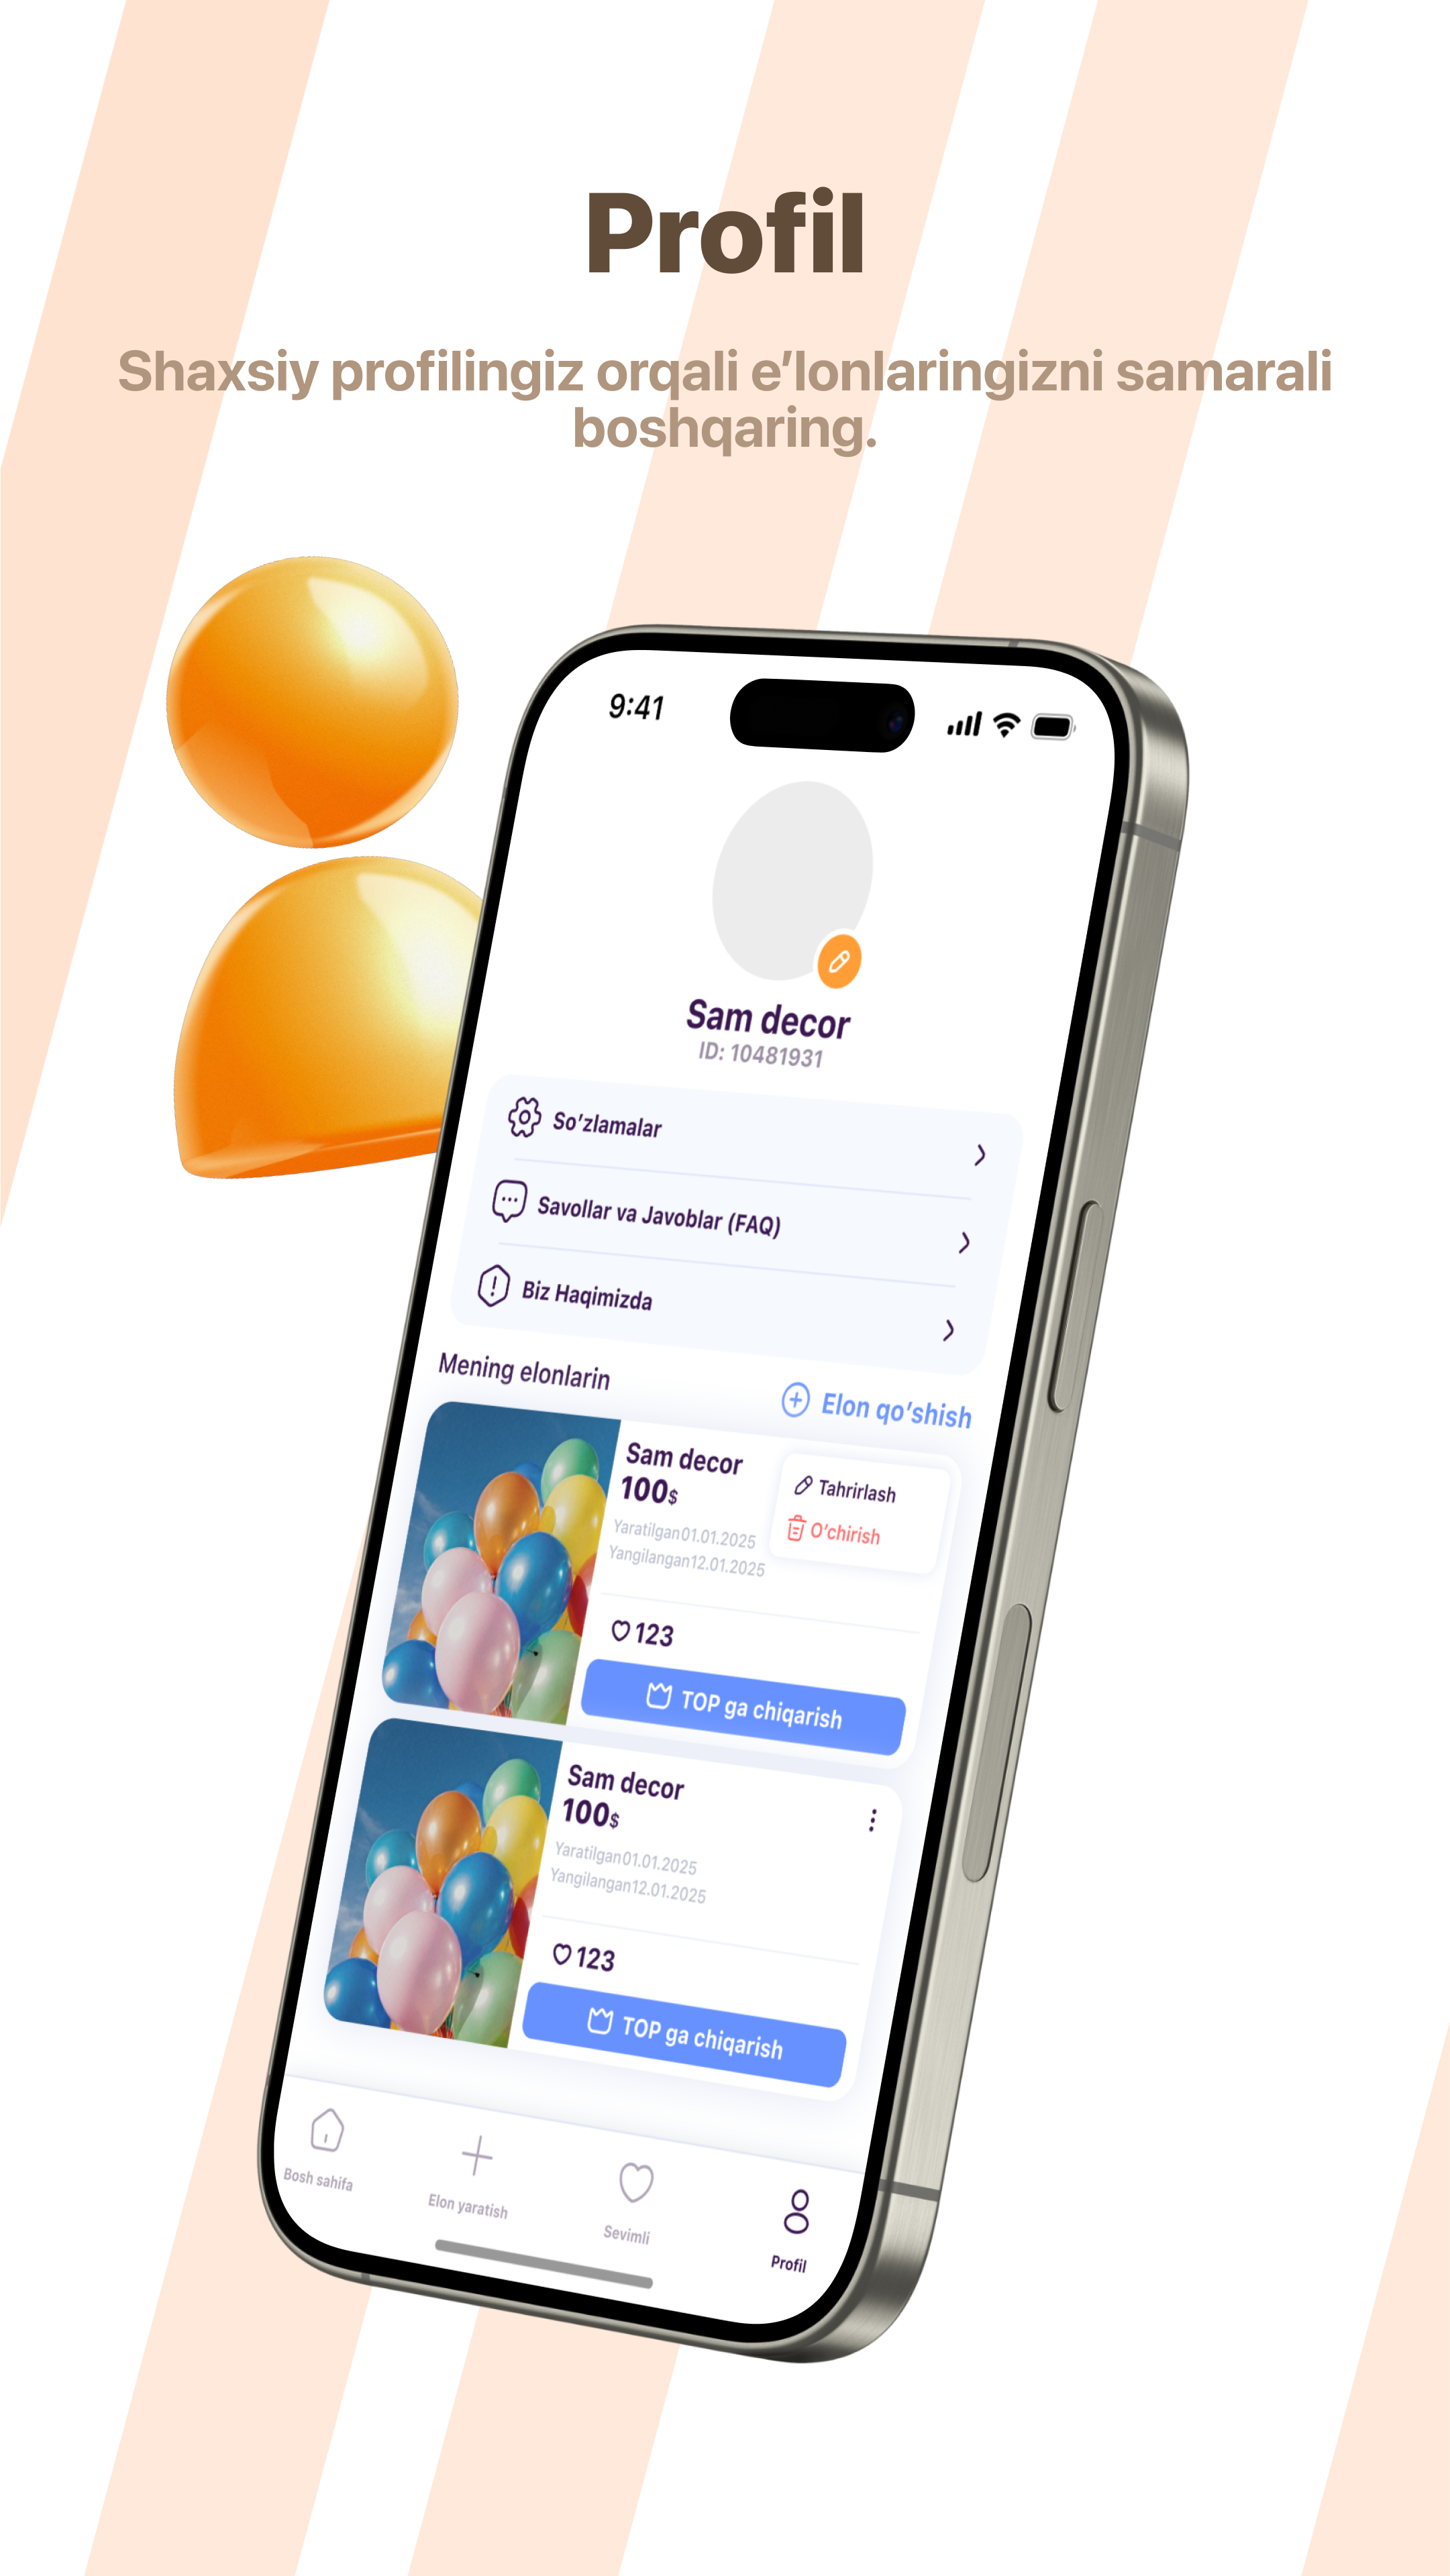 Profil
Shaxsiy profilingiz orqali e’lonlaringizni samarali
boshqaring.
9:41
Sam decor
ID: 10481931
So’zlamalar
Savollar va Javoblar (FAQ)
Biz Haqimizda
Mening elonlarin
Elon qo’shish
Sam decor
100$
Yaratilgan01.01.2025
Yangilangan12.01.2025
Tahrirlash
O’chirish
123
TOP ga chiqarish
Sam decor
100$
Yaratilgan01.01.2025
Yangilangan12.01.2025
123
TOP ga chiqarish
Bosh sahifa
Elon yaratish
Sevimli
Profil